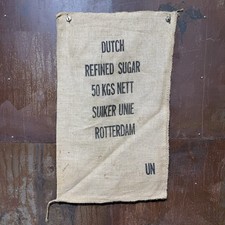 DUTCH
REFINED SUGAR
50 KGS NETT
SUIKER UNIE
ROTTERDAM
UN